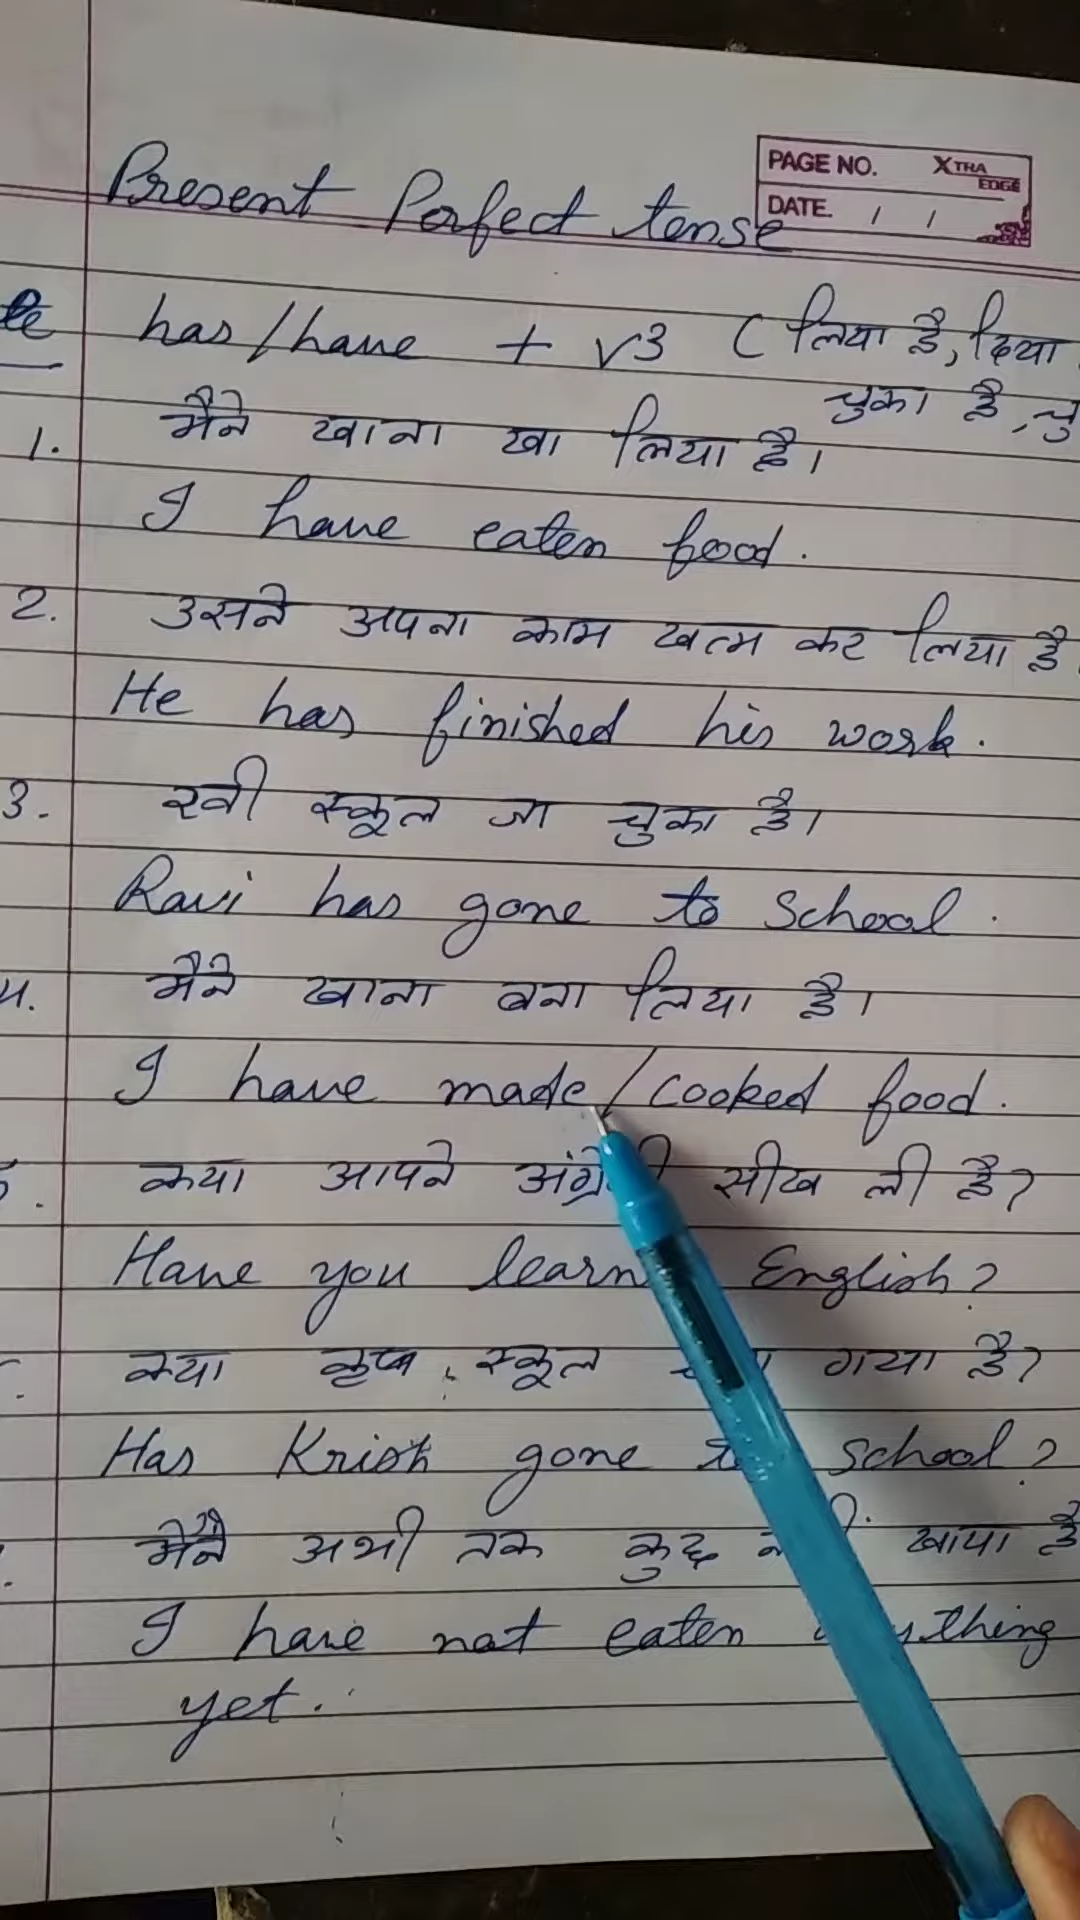 Present Perfect tense
PAGE NO. XTRA EDGE
DATE. / /
has/have + v3 (लिया है, दिया
चुका है, चु
1. मैने खाना खा लिया है।
I have eaten food.
2. उसने अपना काम खत्म कर लिया है
He has finished his work.
3. रवी स्कूल जा चुका है।
Ravi has gone to School.
4. मैने खाना बना लिया है।
I have made/cooked food.
क्या आपने सीख ली है?
Have you English?
क्या स्कूल गया है?
Has Krish gone school?
मैने अभी तक कुछ खाया है
I have not eaten
yet.